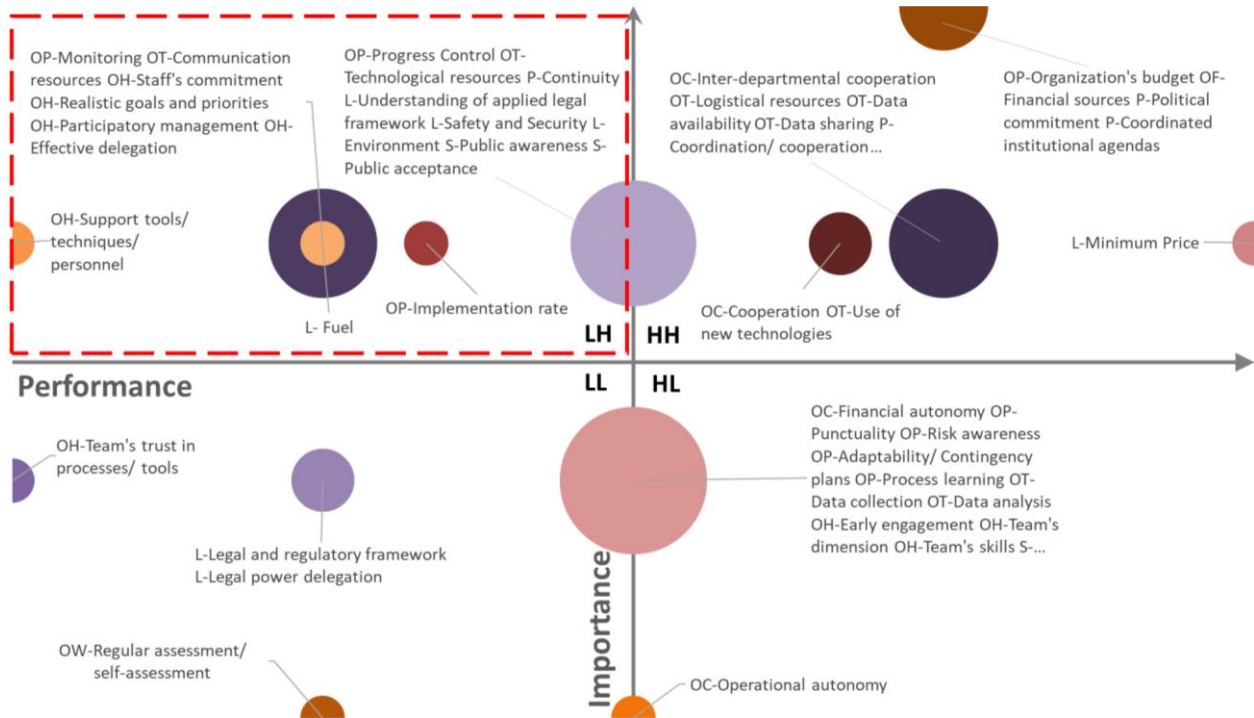 OP-Monitoring OT-Communication
resources OH-Staff's commitment
OH-Realistic goals and priorities
OH-Participatory management OH-
Effective delegation
OP-Progress Control OT-
Technological resources P-Continuity
L-Understanding of applied legal
framework L-Safety and Security L-
Environment S-Public awareness S-
Public acceptance
OC-Inter-departmental cooperation
OT-Logistical resources OT-Data
availability OT-Data sharing P-
Coordination/ cooperation...
OP-Organization's budget OF-
Financial sources P-Political
commitment P-Coordinated
institutional agendas
OH-Support tools/
techniques/
personnel
L- Fuel
OP-Implementation rate
OC-Cooperation OT-Use of
new technologies
L-Minimum Price
LH
HH
Performance
LL
HL
OH-Team's trust in
processes/ tools
L-Legal and regulatory framework
L-Legal power delegation
OC-Financial autonomy OP-
Punctuality OP-Risk awareness
OP-Adaptability/ Contingency
plans OP-Process learning OT-
Data collection OT-Data analysis
OH-Early engagement OH-Team's
dimension OH-Team's skills S-...
Importance
OW-Regular assessment/
self-assessment
OC-Operational autonomy